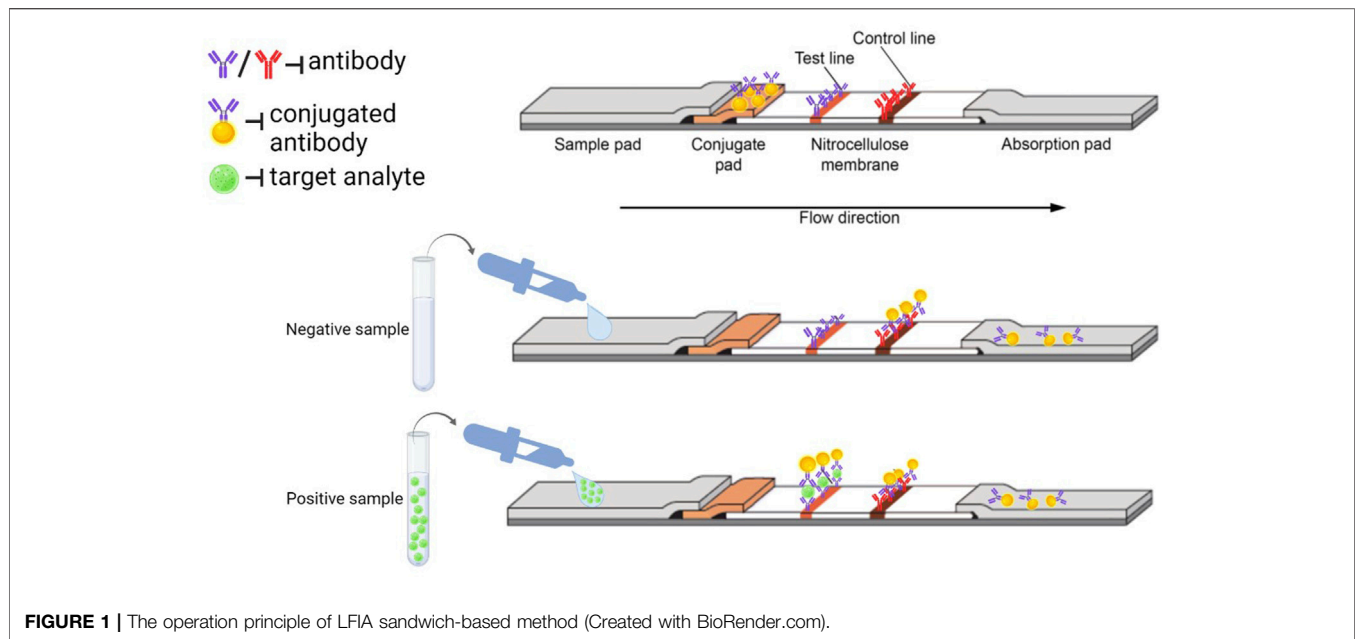 antibody
conjugated
antibody
target analyte
Control line
Test line
Sample pad
Conjugate
pad
Nitrocellulose
membrane
Absorption pad
Flow direction
Negative sample
Positive sample
FIGURE 1 | The operation principle of LFIA sandwich-based method (Created with BioRender.com).